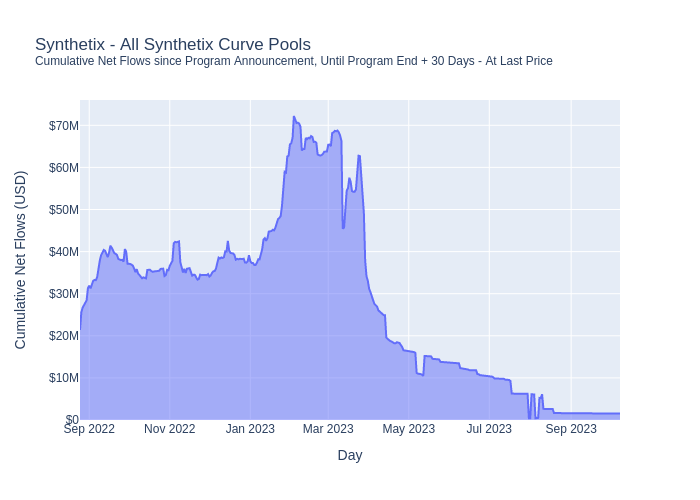 Synthetix - All Synthetix Curve Pools
Cumulative Net Flows since Program Announcement, Until Program End + 30 Days - At Last Price
Cumulative Net Flows (USD)
$70M
$60M
$50M
$40M
$30M
$20M
$10M
$0
Sep 2022 Nov 2022 Jan 2023 Mar 2023 May 2023 Jul 2023 Sep 2023
Day